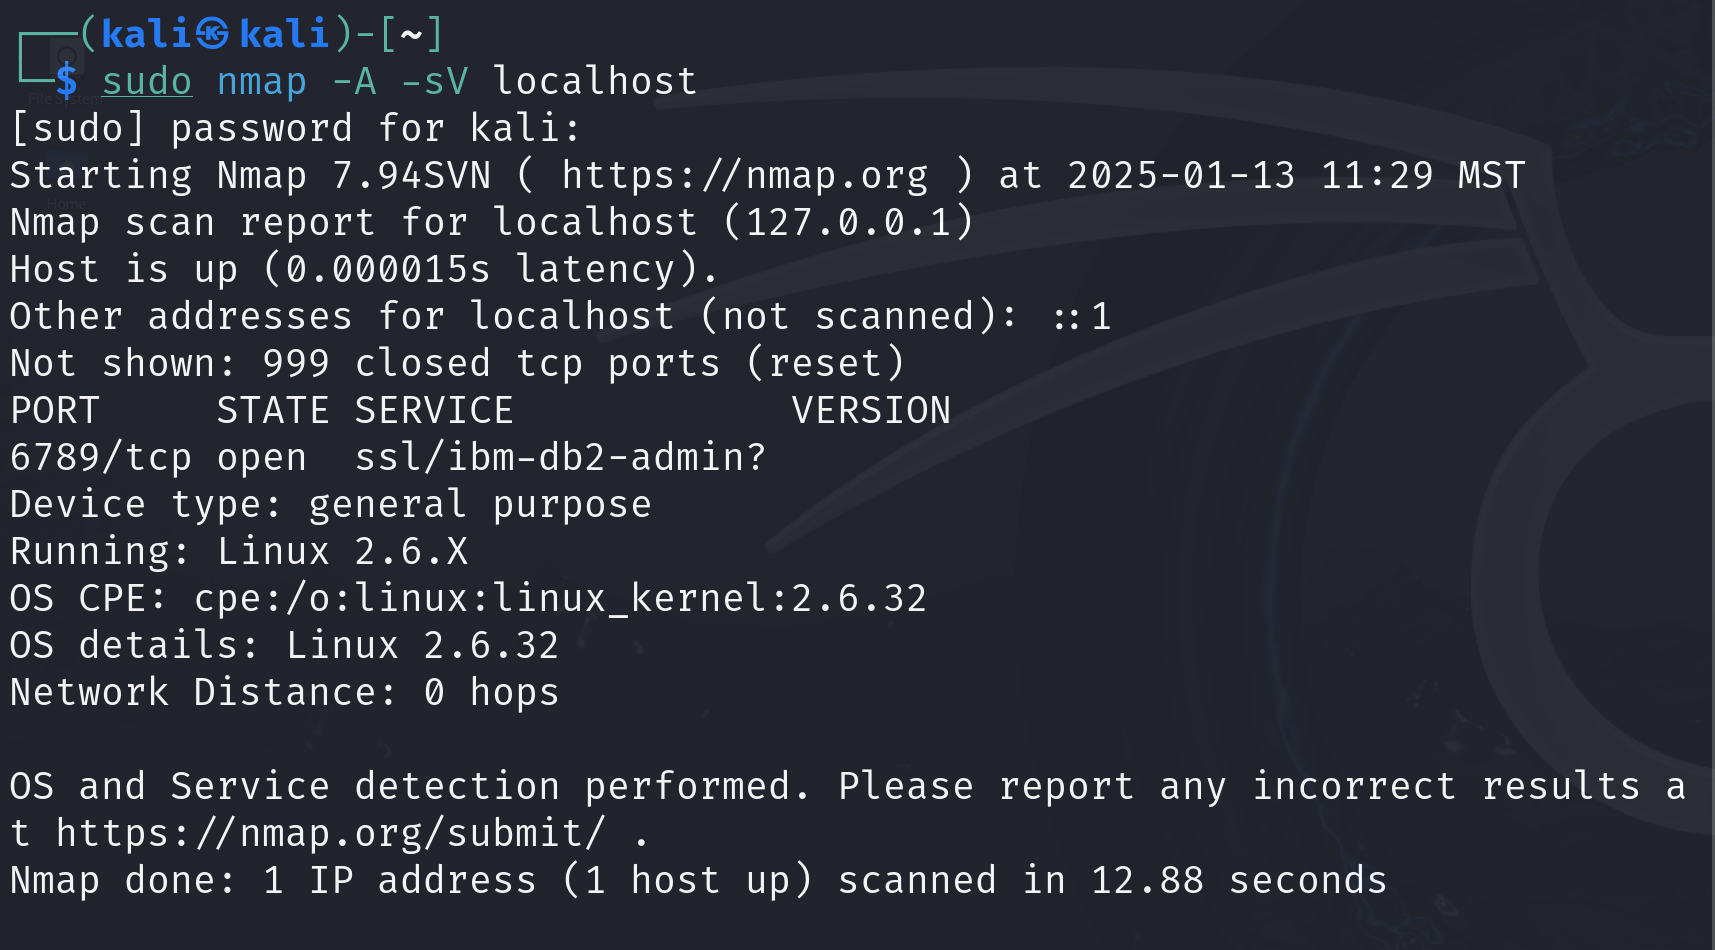 ┌──(kali㉿kali)-[~]
└─$ sudo nmap -A -sV localhost
[sudo] password for kali:
Starting Nmap 7.94SVN ( https://nmap.org ) at 2025-01-13 11:29 MST
Nmap scan report for localhost (127.0.0.1)
Host is up (0.000015s latency).
Other addresses for localhost (not scanned): ::1
Not shown: 999 closed tcp ports (reset)
PORT     STATE SERVICE            VERSION
6789/tcp open  ssl/ibm-db2-admin?
Device type: general purpose
Running: Linux 2.6.X
OS CPE: cpe:/o:linux:linux_kernel:2.6.32
OS details: Linux 2.6.32
Network Distance: 0 hops

OS and Service detection performed. Please report any incorrect results a
t https://nmap.org/submit/ .
Nmap done: 1 IP address (1 host up) scanned in 12.88 seconds
File System
Home